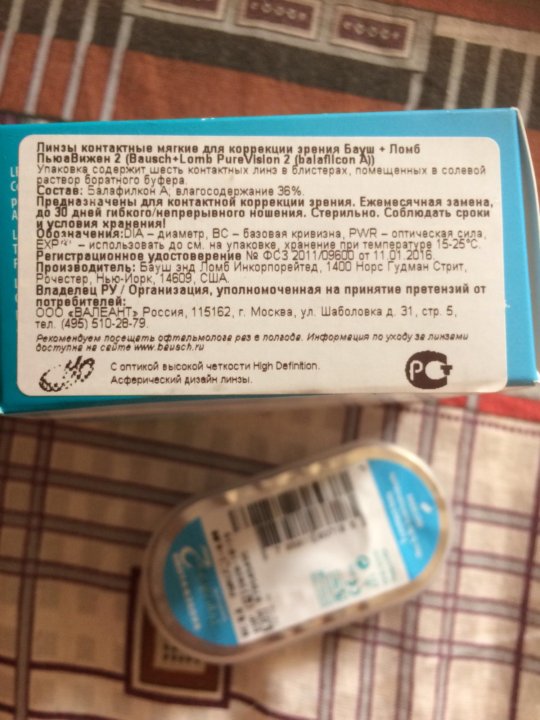 Линзы контактные мягкие для коррекции зрения Бауш + Ломб
ПьюаВижен 2 (Bausch+Lomb PureVision 2 (balafilcon A))
Упаковка содержит шесть контактных линз в блистерах, помещенных в солевой
раствор боратного буфера.
Состав: Балафилкон А; влагосодержание 36%.
Предназначены для контактной коррекции зрения. Ежемесячная замена,
до 30 дней гибкого/непрерывного ношения. Стерильно. Соблюдать сроки
и условия хранения!
Обозначения:DIA – диаметр, BC – базовая кривизна, PWR – оптическая сила,
EXP – использовать до см. на упаковке, хранение при температуре 15-25°С.
Регистрационное удостоверение № ФСЗ 2011/09600 от 11.01.2016.
Производитель: Бауш энд Ломб Инкорпорейтед, 1400 Норс Гудман Стрит,
Рочестер, Нью-Йорк, 14609, США.
Владелец РУ / Организация, уполномоченная на принятие претензий от
потребителей:
ООО «ВАЛЕАНТ» Россия, 115162, г. Москва, ул. Шаболовка д. 31, стр. 5,
тел. (495) 510-28-79.
Рекомендуем посещать офтальмолога раз в полгода. Информация по уходу за линзами
доступна на сайте www.bausch.ru
С оптикой высокой четкости High Definition.
Асферический дизайн линзы.
РСТ